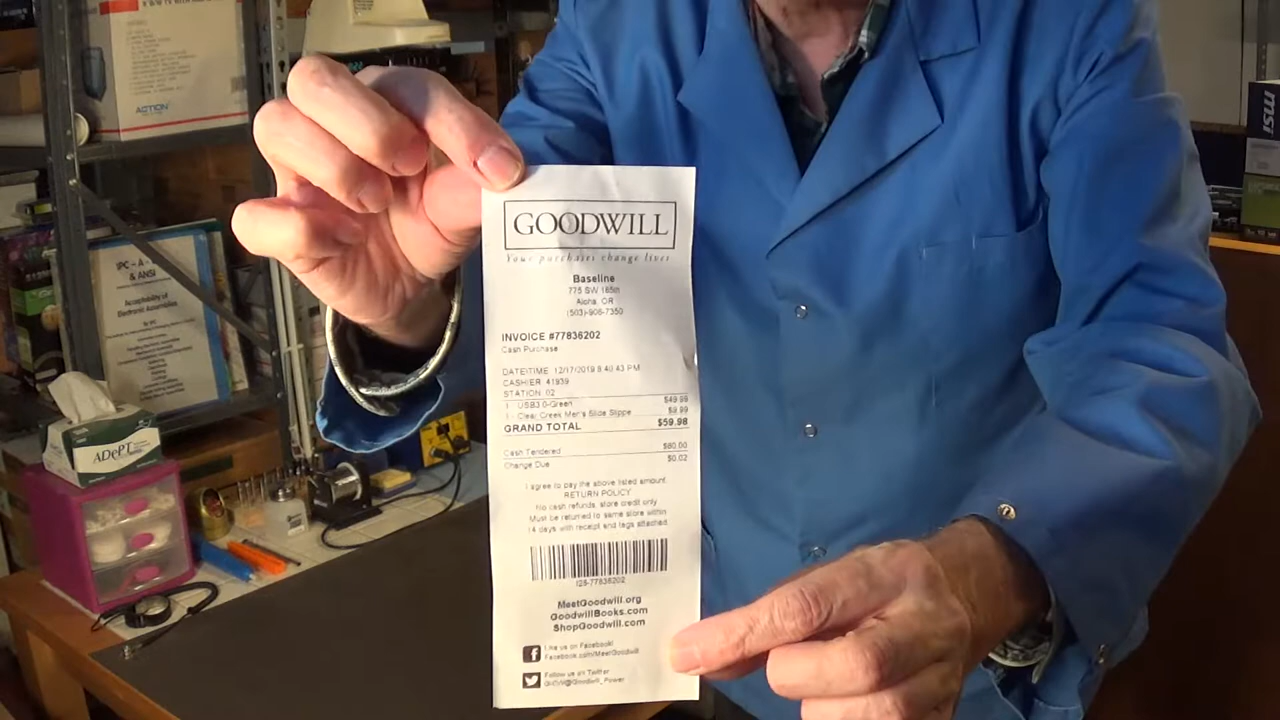 ACTION
msi
IPC - A -
& ANSI
Acceptability of
Electronic Assemblies
ADePT
GOODWILL
Your purchases change lives
Baseline
775 SW 185th
Aloha, OR
(503)-906-7350
INVOICE #77836202
Cash Purchase
DATE/TIME 12/17/2019 8:40:43 PM
CASHIER 41939
STATION 02
1 - USB3.0-Green $49.99
1 - Clear Creek Men's Slide Slippe $9.99
GRAND TOTAL $59.98
Cash Tendered $60.00
Change Due $0.02
I agree to pay the above listed amount.
RETURN POLICY
No cash refunds, store credit only
Must be returned to same store within
14 days with receipt and tags attached
128-77836202
MeetGoodwill.org
GoodwillBooks.com
ShopGoodwill.com
Like us on Facebook!
Facebook.com/MeetGoodwill
Follow us on Twitter